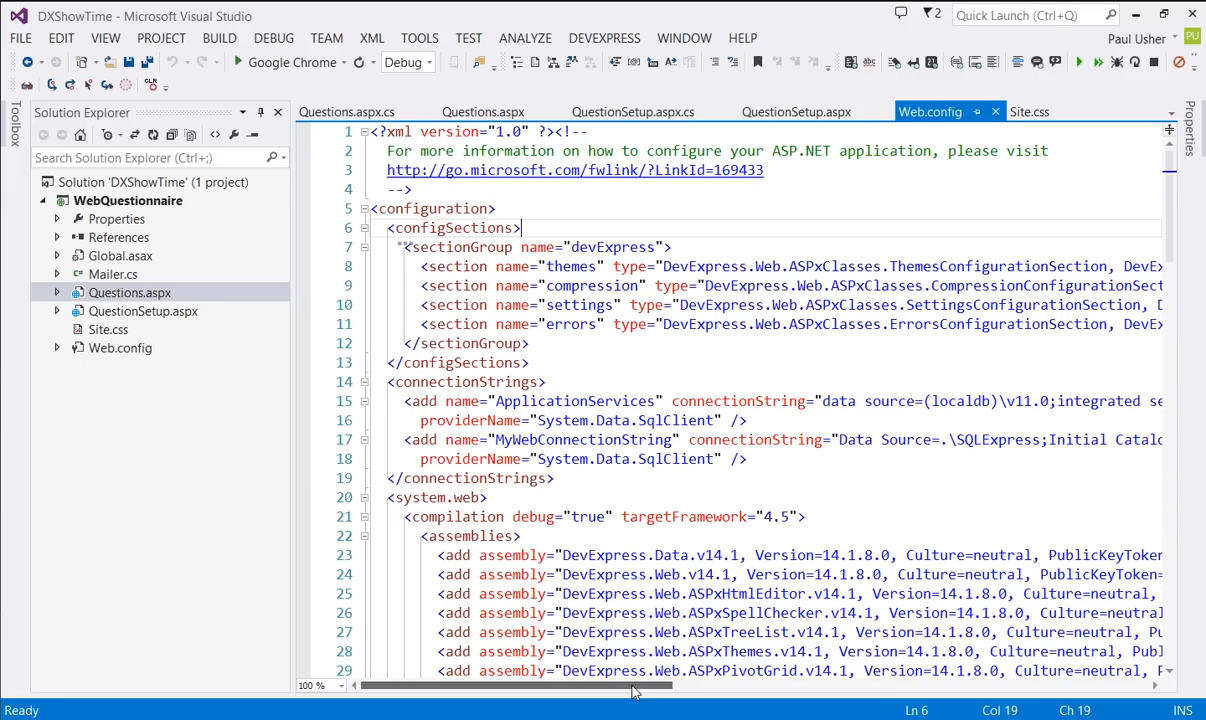 DXShowTime - Microsoft Visual Studio
2
Quick Launch (Ctrl+Q)
FILE EDIT VIEW PROJECT BUILD DEBUG TEAM XML TOOLS TEST ANALYZE DEVEXPRESS WINDOW HELP
Paul Usher
PU
Google Chrome
Debug
abc
CLR
Toolbox
Solution Explorer
Search Solution Explorer (Ctrl+;)
Solution 'DXShowTime' (1 project)
WebQuestionnaire
Properties
References
Global.asax
Mailer.cs
Questions.aspx
QuestionSetup.aspx
Site.css
Web.config
Questions.aspx.cs Questions.aspx QuestionSetup.aspx.cs QuestionSetup.aspx Web.config Site.css
Properties
1 <?xml version="1.0" ?><!--
2 For more information on how to configure your ASP.NET application, please visit
3 http://go.microsoft.com/fwlink/?LinkId=169433
4 -->
5 <configuration>
6 <configSections>
7 <sectionGroup name="devExpress">
8 <section name="themes" type="DevExpress.Web.ASPxClasses.ThemesConfigurationSection, DevEx
9 <section name="compression" type="DevExpress.Web.ASPxClasses.CompressionConfigurationSect
10 <section name="settings" type="DevExpress.Web.ASPxClasses.SettingsConfigurationSection, D
11 <section name="errors" type="DevExpress.Web.ASPxClasses.ErrorsConfigurationSection, DevEx
12 </sectionGroup>
13 </configSections>
14 <connectionStrings>
15 <add name="ApplicationServices" connectionString="data source=(localdb)\v11.0;integrated se
16 providerName="System.Data.SqlClient" />
17 <add name="MyWebConnectionString" connectionString="Data Source=.\SQLExpress;Initial Catalo
18 providerName="System.Data.SqlClient" />
19 </connectionStrings>
20 <system.web>
21 <compilation debug="true" targetFramework="4.5">
22 <assemblies>
23 <add assembly="DevExpress.Data.v14.1, Version=14.1.8.0, Culture=neutral, PublicKeyToken
24 <add assembly="DevExpress.Web.v14.1, Version=14.1.8.0, Culture=neutral, PublicKeyToken=
25 <add assembly="DevExpress.Web.ASPxHtmlEditor.v14.1, Version=14.1.8.0, Culture=neutral,
26 <add assembly="DevExpress.Web.ASPxSpellChecker.v14.1, Version=14.1.8.0, Culture=neutral
27 <add assembly="DevExpress.Web.ASPxTreeList.v14.1, Version=14.1.8.0, Culture=neutral, Pu
28 <add assembly="DevExpress.Web.ASPxThemes.v14.1, Version=14.1.8.0, Culture=neutral, Publ
29 <add assembly="DevExpress.Web.ASPxPivotGrid.v14.1, Version=14.1.8.0, Culture=neutral, P
100 %
Ready
Ln 6 Col 19 Ch 19 INS